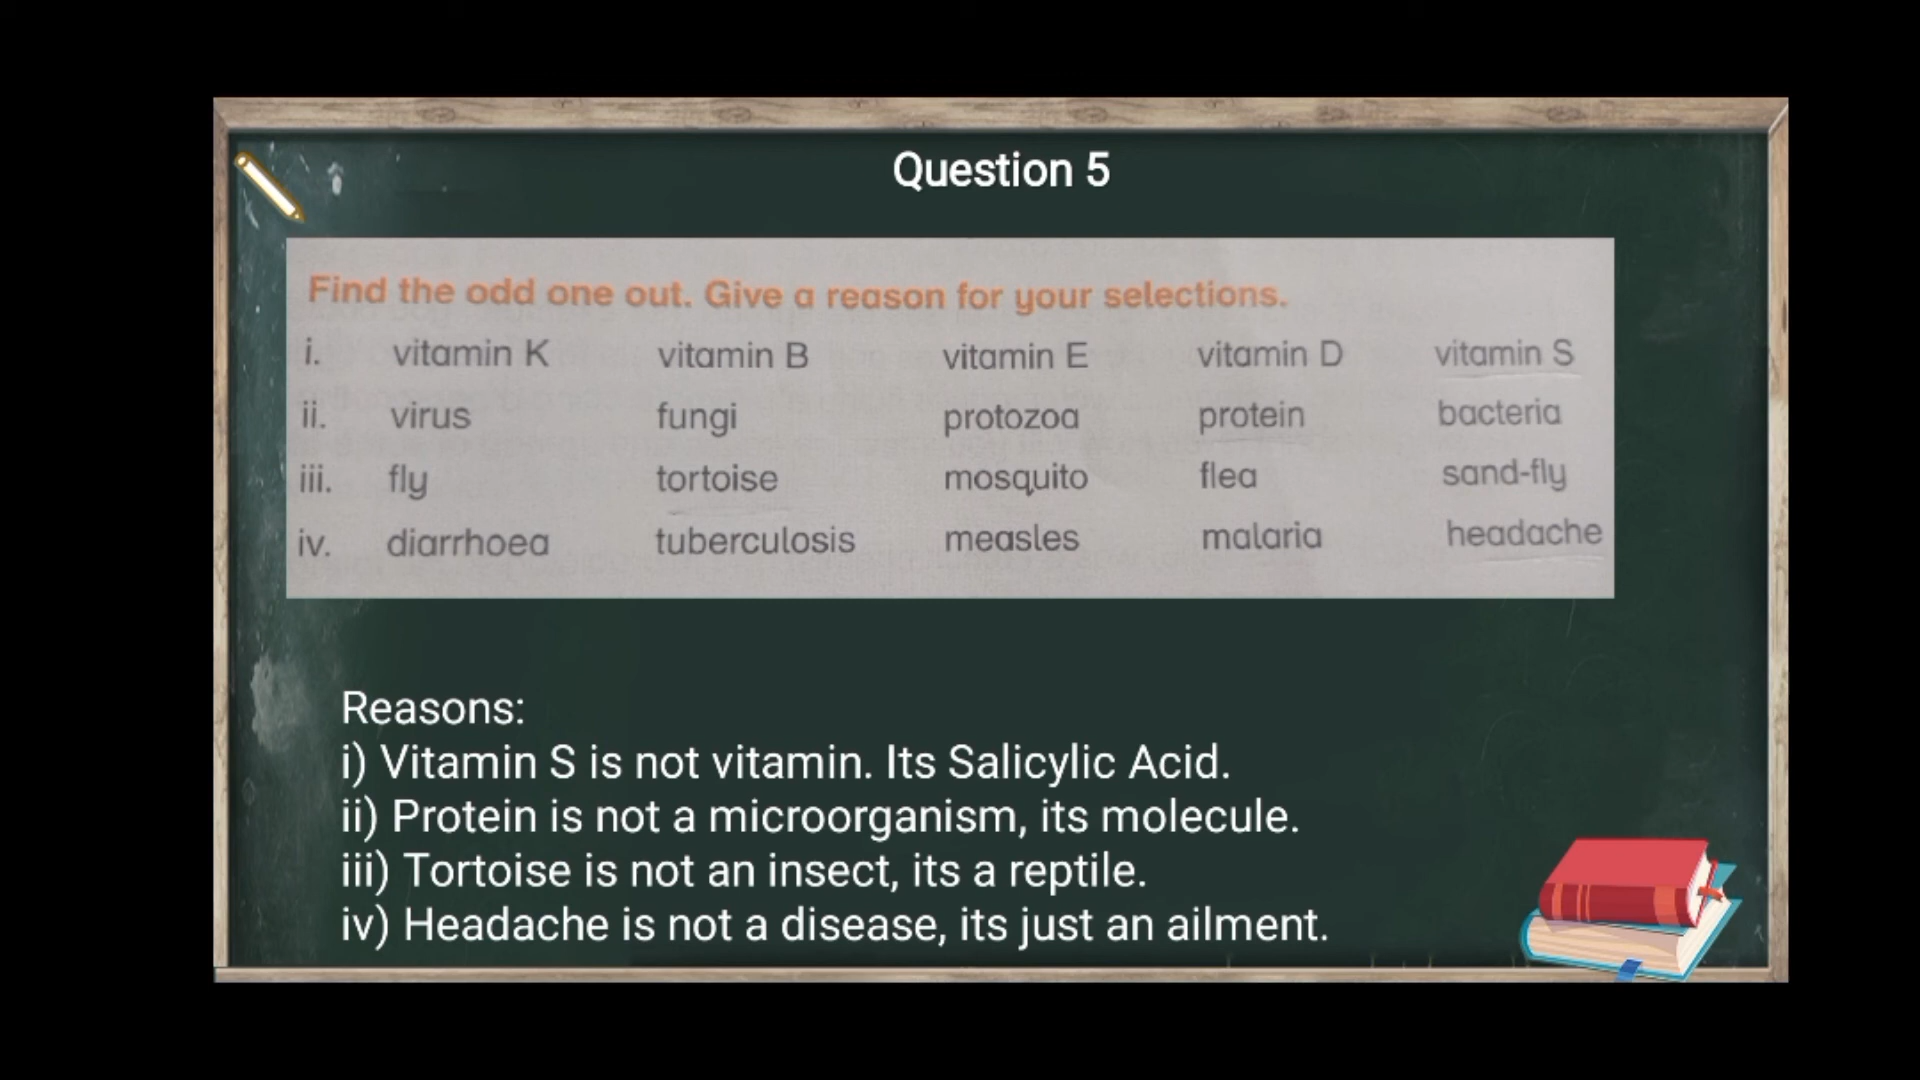 Question 5
Find the odd one out. Give a reason for your selections.
i. vitamin K vitamin B vitamin E vitamin D vitamin S
ii. virus fungi protozoa protein bacteria
iii. fly tortoise mosquito flea sand-fly
iv. diarrhoea tuberculosis measles malaria headache
Reasons:
i) Vitamin S is not vitamin. Its Salicylic Acid.
ii) Protein is not a microorganism, its molecule.
iii) Tortoise is not an insect, its a reptile.
iv) Headache is not a disease, its just an ailment.